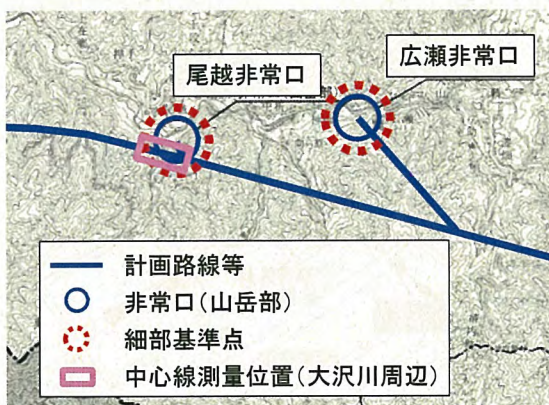 尾越非常口
広瀬非常口
計画路線等
非常口（山岳部）
細部基準点
中心線測量位置（大沢川周辺）